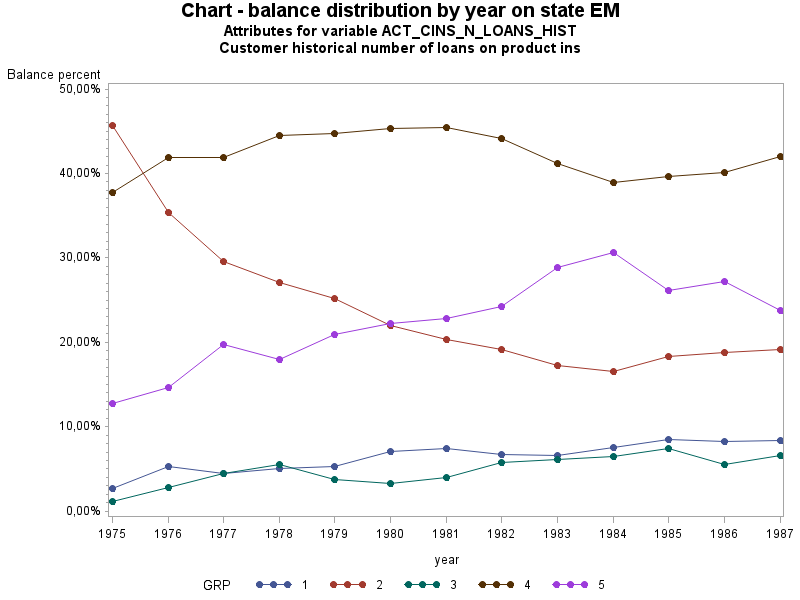 Chart - balance distribution by year on state EM
Attributes for variable ACT_CINS_N_LOANS_HIST
Customer historical number of loans on product ins
Balance percent
50,00%
40,00%
30,00%
20,00%
10,00%
0,00%
1975 1976 1977 1978 1979 1980 1981 1982 1983 1984 1985 1986 1987
year
GRP 1 2 3 4 5